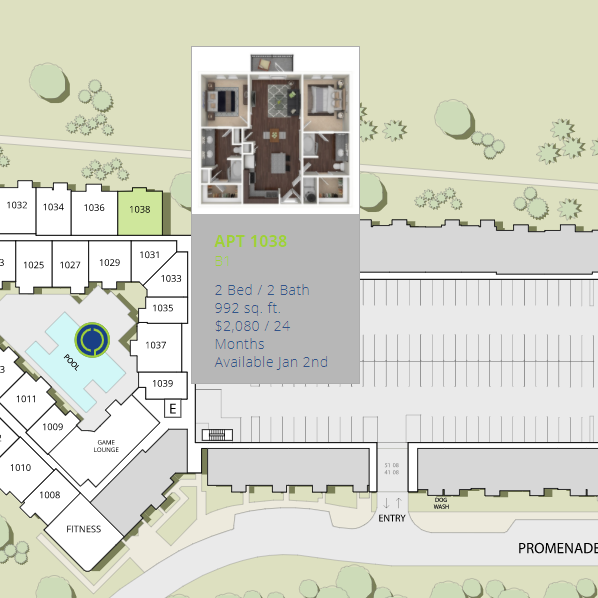 1032
1034
1036
1038
1025
1027
1029
1031
1033
1035
1037
1039
E
POOL
1011
1009
1010
1008
GAME
LOUNGE
FITNESS
APT 1038
2 Bed / 2 Bath
992 sq. ft.
$2,080 / 24
Months
Available Jan 2nd
ENTRY
DOG
WASH
PROMENADE